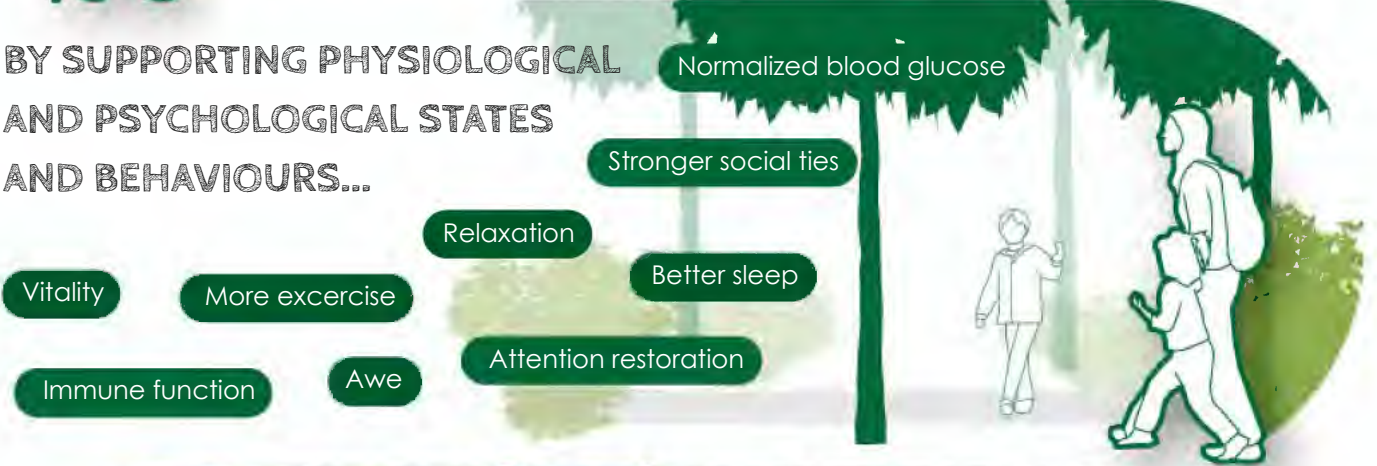 BY SUPPORTING PHYSIOLOGICAL
AND PSYCHOLOGICAL STATES
AND BEHAVIOURS...
Normalized blood glucose
Stronger social ties
Relaxation
Better sleep
Vitality
More excercise
Attention restoration
Immune function
Awe